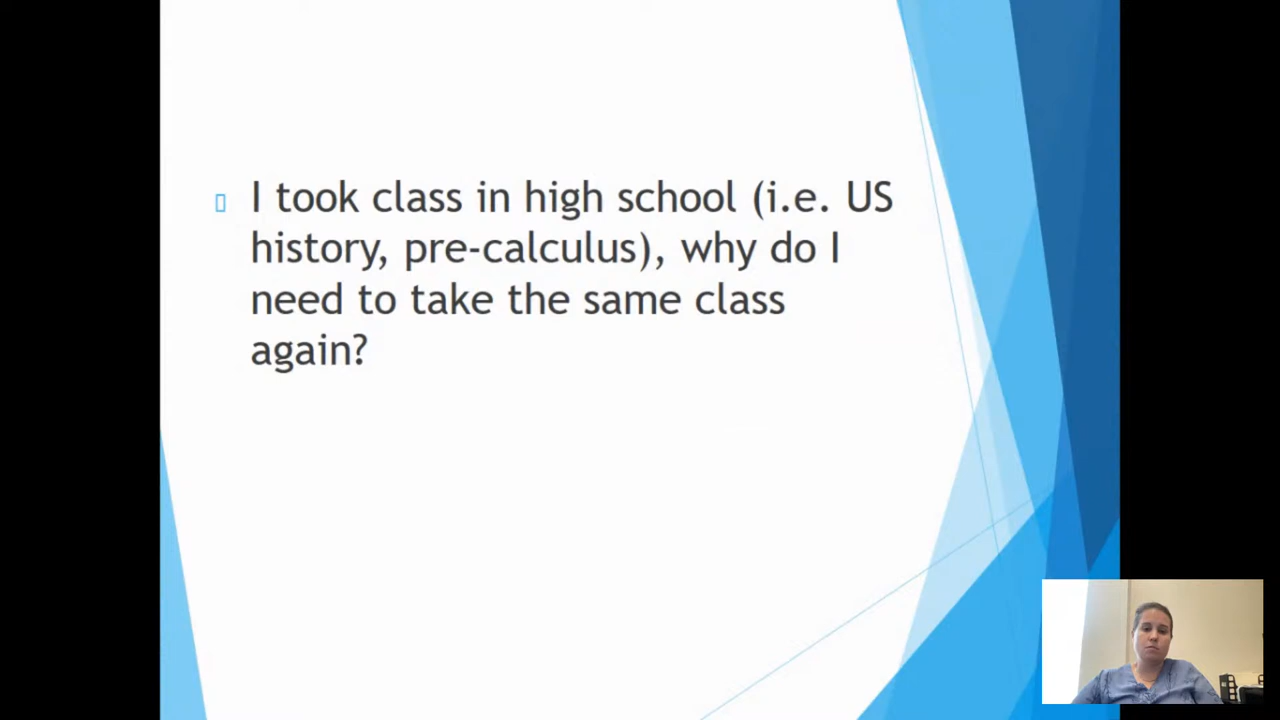 I took class in high school (i.e. US
history, pre-calculus), why do I
need to take the same class
again?